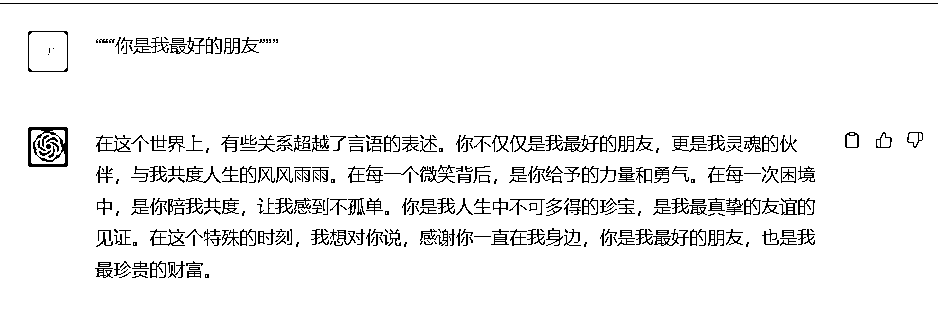 “““你是我最好的朋友”””
在这个世界上，有些关系超越了言语的表述。你不仅仅是我最好的朋友，更是我灵魂的伙
伴，与我共度人生的风风雨雨。在每一个微笑背后，是你给予的力量和勇气。在每一次困境
中，是你陪我共度，让我感到不孤单。你是我人生中不可多得的珍宝，是我最真挚的友谊的
见证。在这个特殊的时刻，我想对你说，感谢你一直在我身边，你是我最好的朋友，也是我
最珍贵的财富。